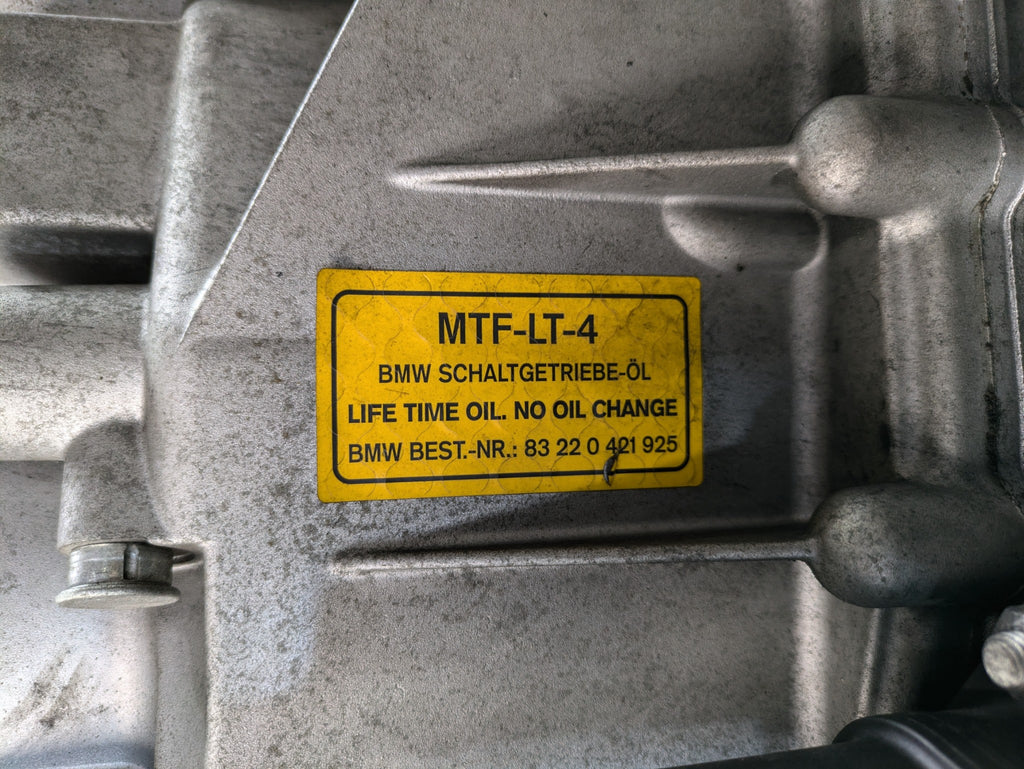 MTF-LT-4
BMW SCHALTGETRIEBE-ÖL
LIFE TIME OIL. NO OIL CHANGE
BMW BEST.-NR.: 83 22 0 421 925